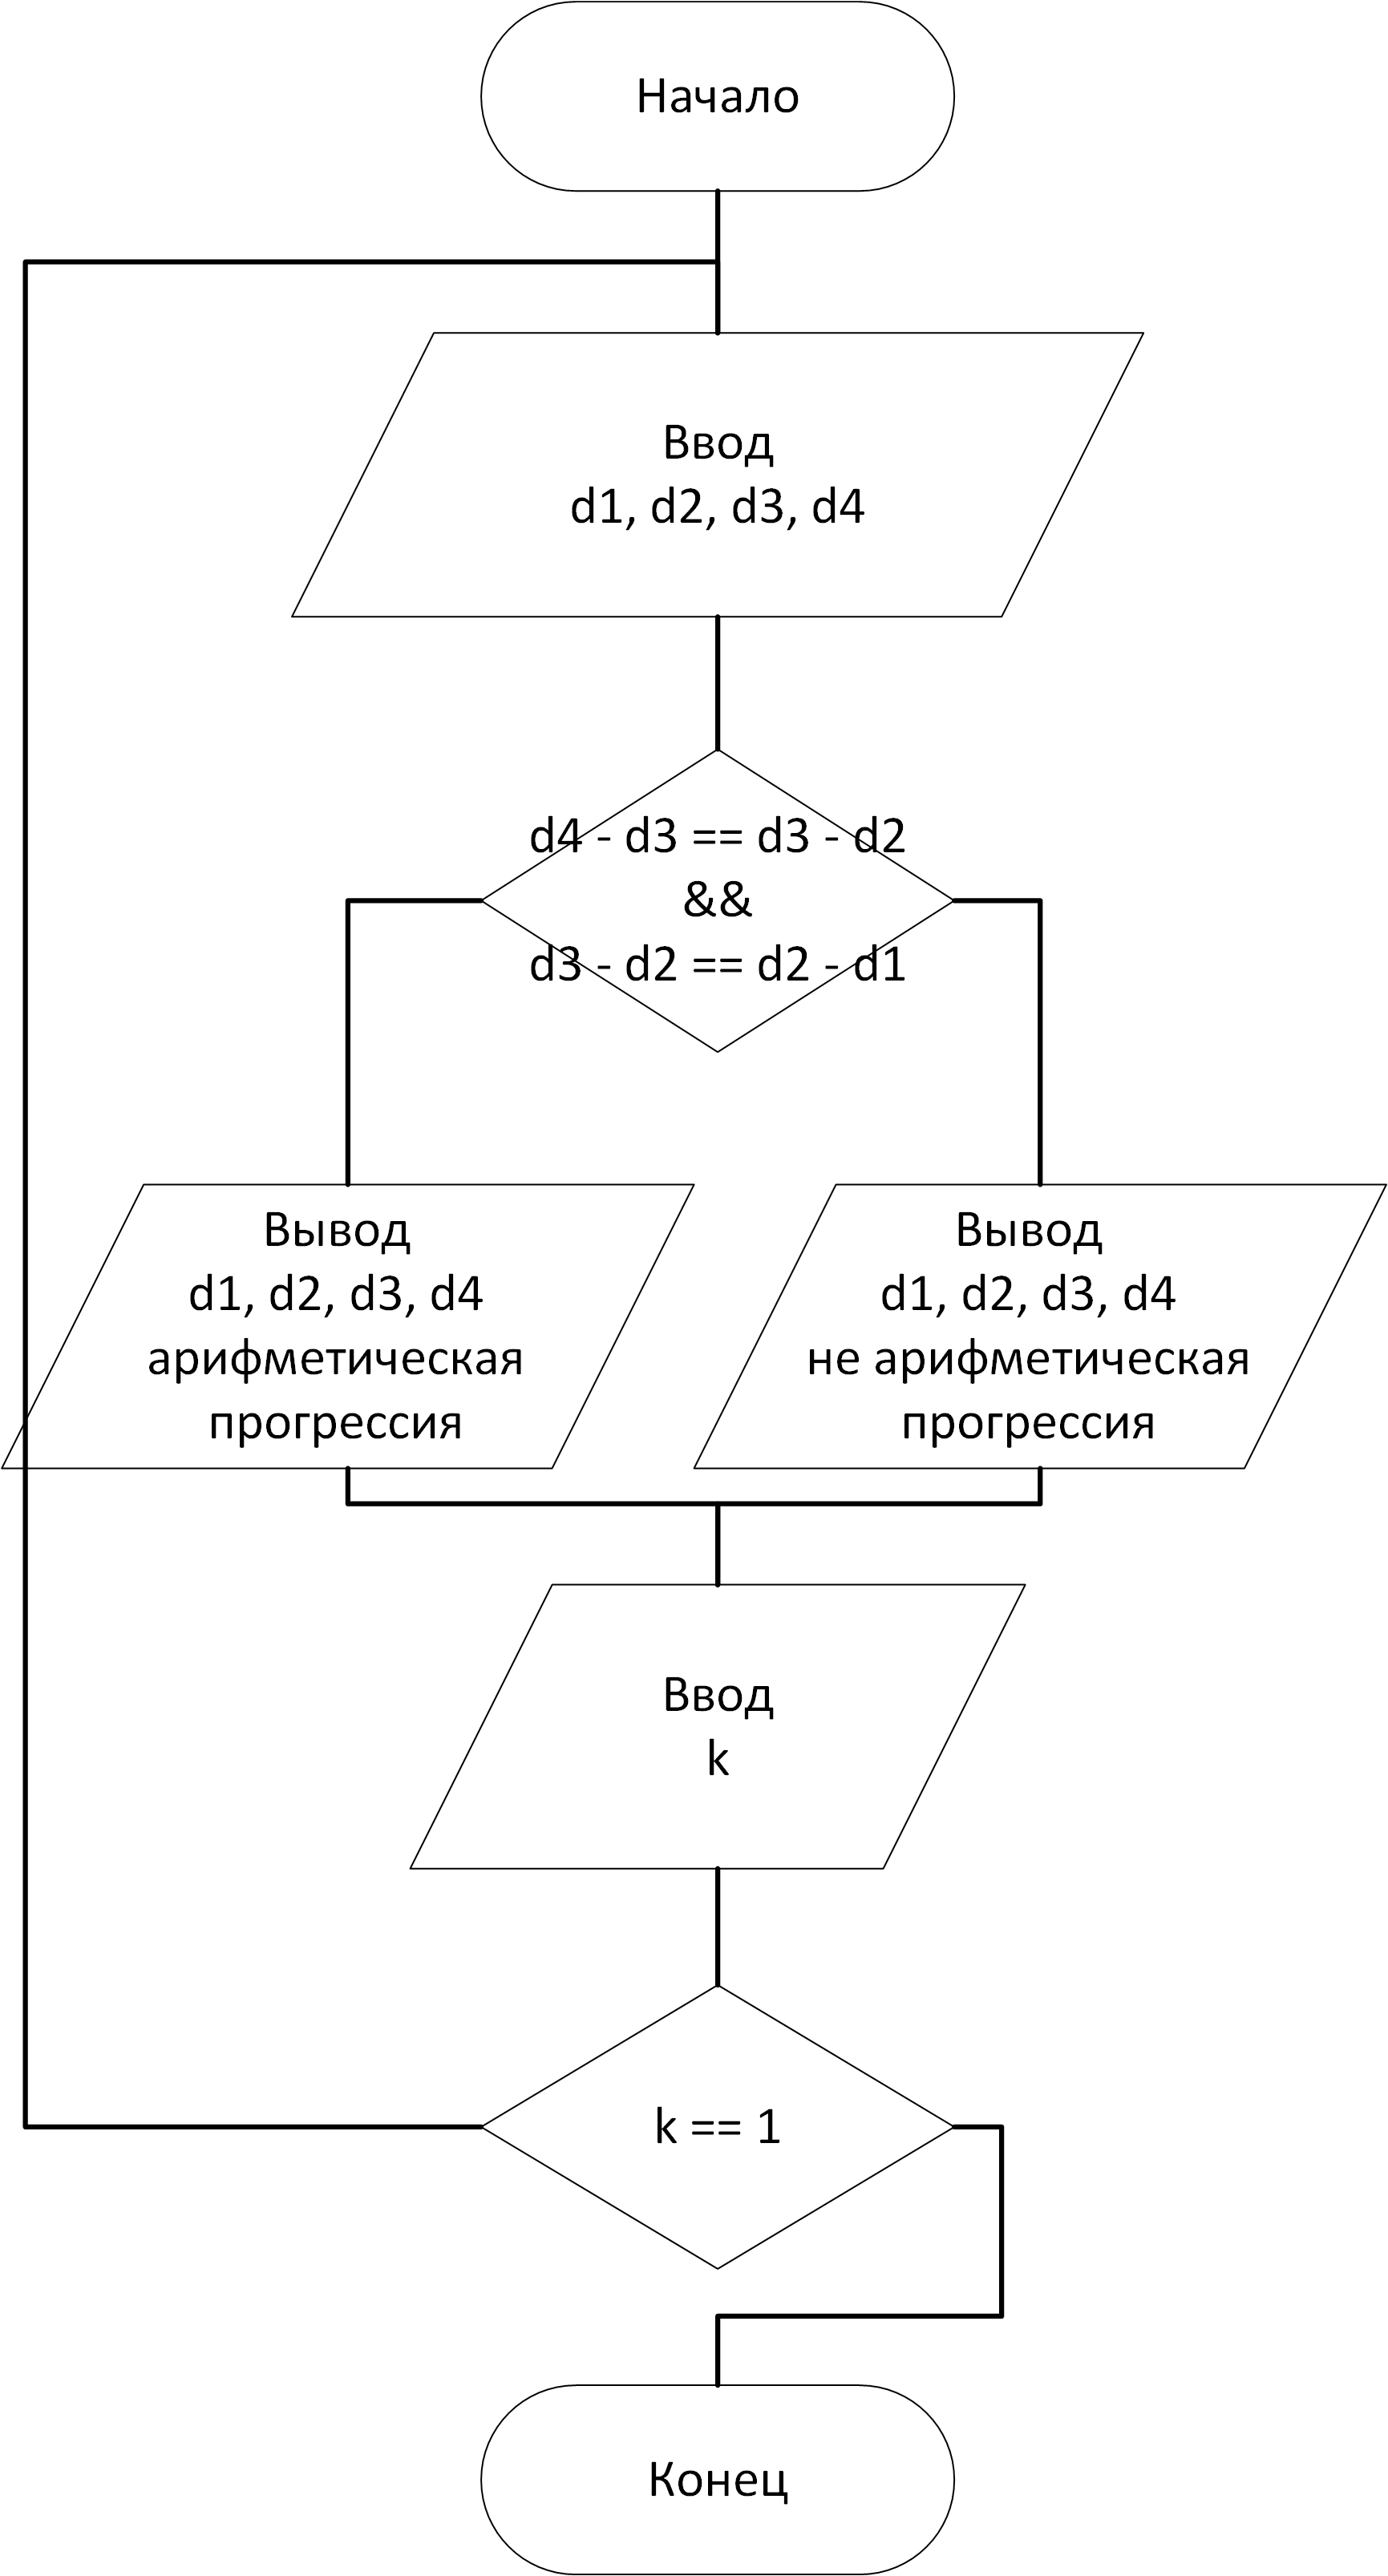 Начало
Ввод
d1, d2, d3, d4
d4 - d3 == d3 - d2
&&
d3 - d2 == d2 - d1
Вывод
d1, d2, d3, d4
арифметическая
прогрессия
Вывод
d1, d2, d3, d4
не арифметическая
прогрессия
Ввод
k
k == 1
Конец